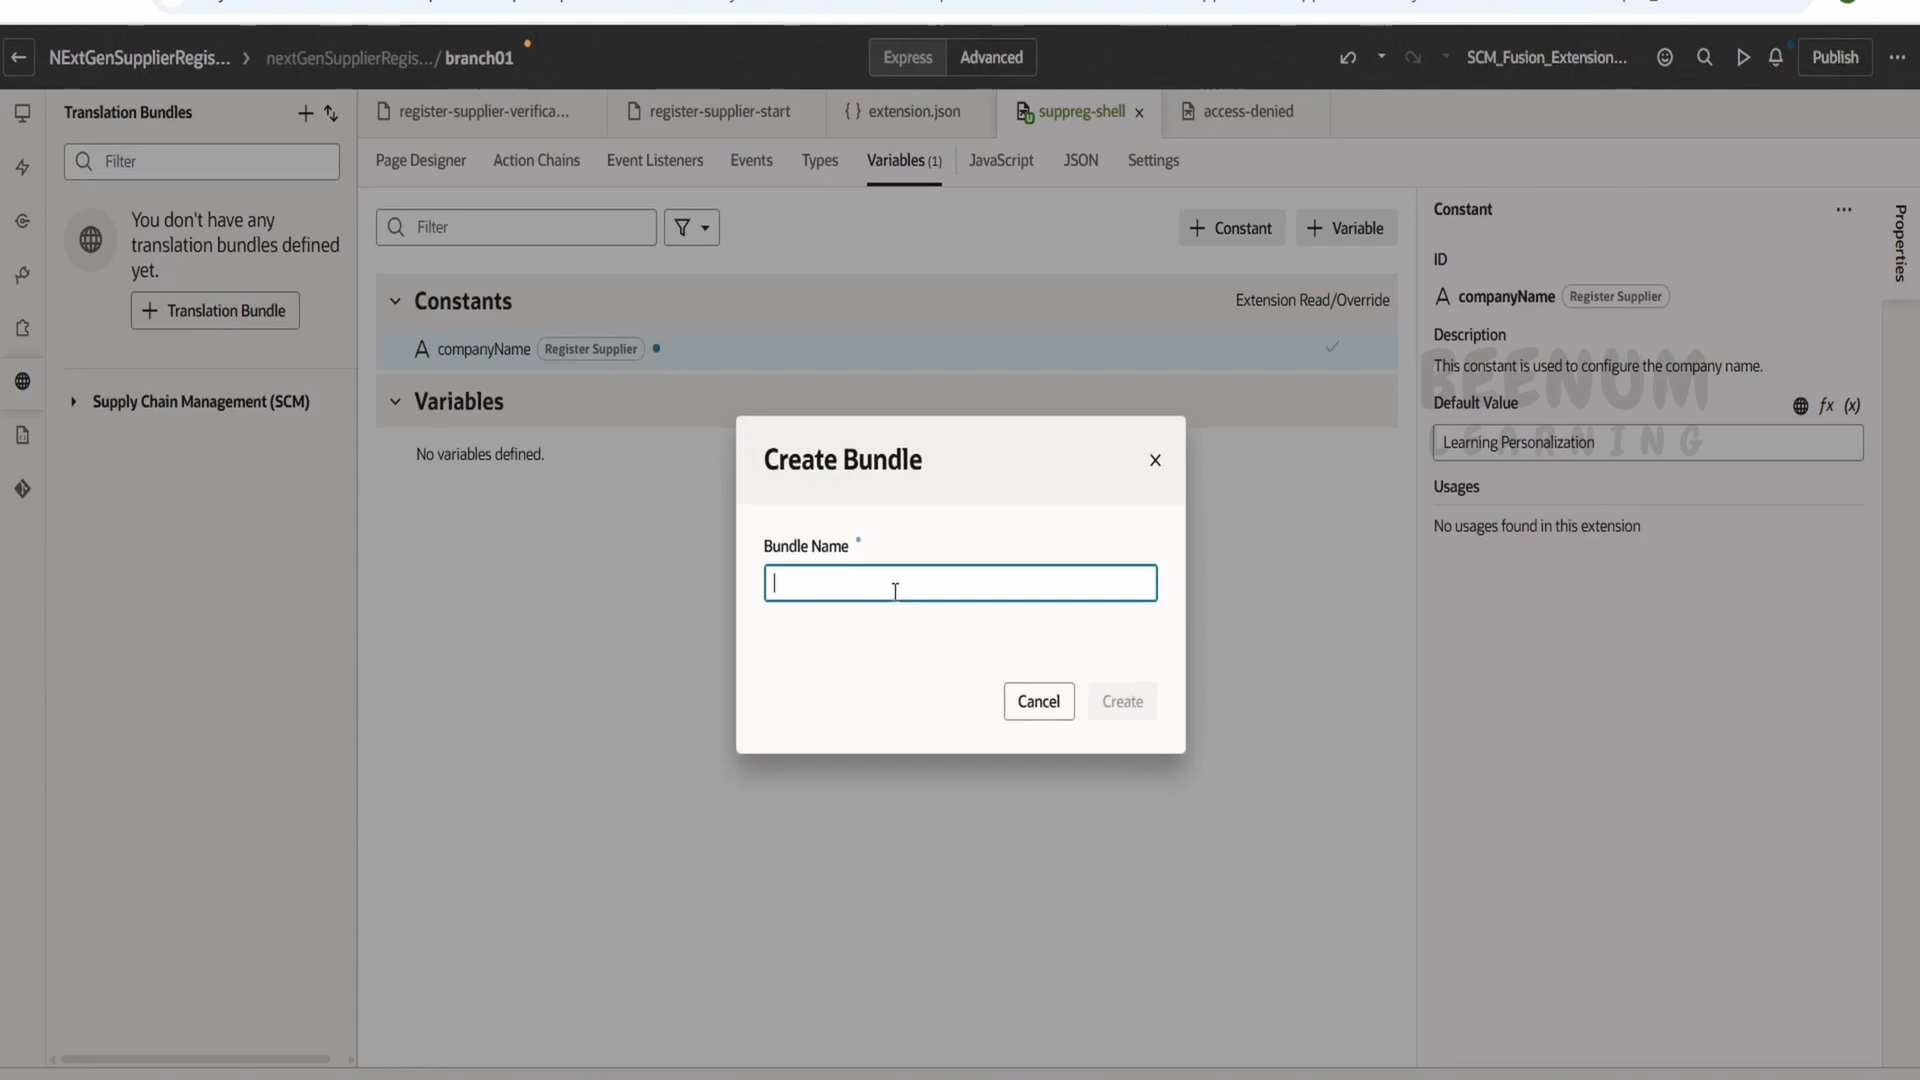 NExtGenSupplierRegis...
nextGenSupplierRegis.../ branch01
Express
Advanced
SCM_Fusion_Extension...
Publish
Translation Bundles
register-supplier-verifica...
register-supplier-start
{ } extension.json
suppreg-shell
access-denied
Filter
Page Designer
Action Chains
Event Listeners
Events
Types
Variables (1)
JavaScript
JSON
Settings
You don't have any
translation bundles defined
yet.
+ Translation Bundle
Supply Chain Management (SCM)
Filter
+ Constant
+ Variable
Constants
Extension Read/Override
companyName
Register Supplier
Variables
No variables defined.
Create Bundle
Bundle Name *
Cancel
Create
Constant
Properties
ID
companyName
Register Supplier
Description
This constant is used to configure the company name.
BEENUM
Default Value
fx (x)
Learning Personalization
LEARNING
Usages
No usages found in this extension